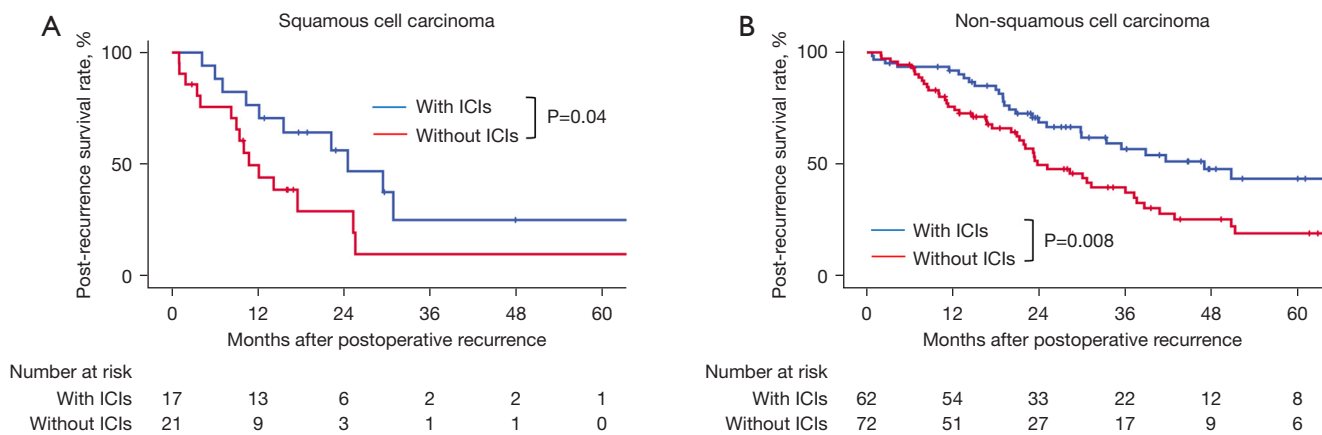 A
Squamous cell carcinoma
Post-recurrence survival rate, %
100
50
0
With ICIs
Without ICIs
P=0.04
0 12 24 36 48 60
Months after postoperative recurrence
Number at risk
With ICIs 17 13 6 2 2 1
Without ICIs 21 9 3 1 1 0
B
Non-squamous cell carcinoma
Post-recurrence survival rate, %
100
50
0
With ICIs
Without ICIs
P=0.008
0 12 24 36 48 60
Months after postoperative recurrence
Number at risk
With ICIs 62 54 33 22 12 8
Without ICIs 72 51 27 17 9 6